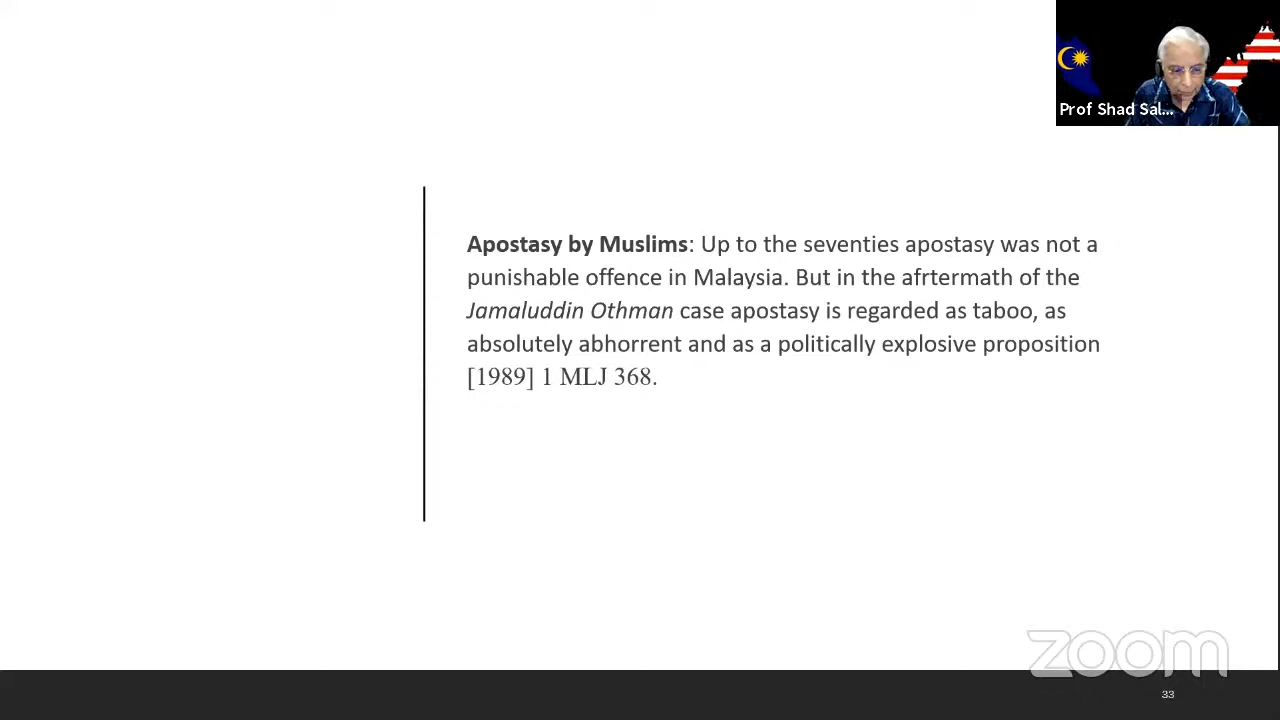 Prof Shad Sal...
Apostasy by Muslims: Up to the seventies apostasy was not a
punishable offence in Malaysia. But in the afrtermath of the
Jamaluddin Othman case apostasy is regarded as taboo, as
absolutely abhorrent and as a politically explosive proposition
[1989] 1 MLJ 368.
zoom
33